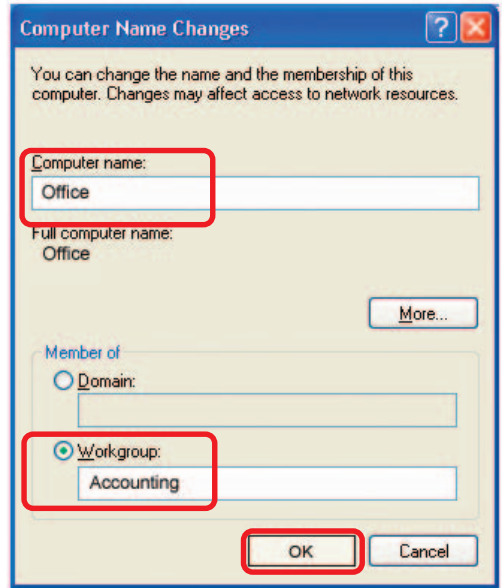 Computer Name Changes
You can change the name and the membership of this
computer. Changes may affect access to network resources.
Computer name:
Office
Full computer name:
Office
More...
Member of
Domain:
Workgroup:
Accounting
OK Cancel